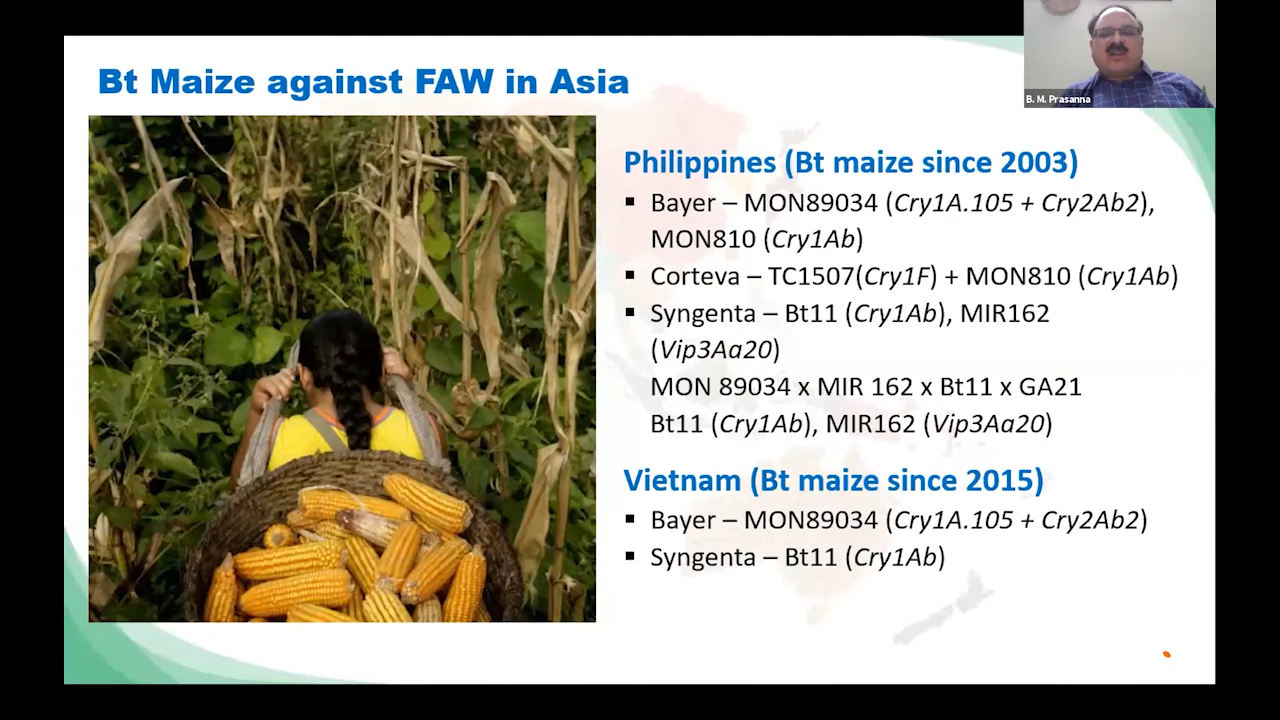 Bt Maize against FAW in Asia
B. M. Prasanna
Philippines (Bt maize since 2003)
▪ Bayer – MON89034 (Cry1A.105 + Cry2Ab2),
MON810 (Cry1Ab)
▪ Corteva – TC1507(Cry1F) + MON810 (Cry1Ab)
▪ Syngenta – Bt11 (Cry1Ab), MIR162
(Vip3Aa20)
MON 89034 x MIR 162 x Bt11 x GA21
Bt11 (Cry1Ab), MIR162 (Vip3Aa20)
Vietnam (Bt maize since 2015)
▪ Bayer – MON89034 (Cry1A.105 + Cry2Ab2)
▪ Syngenta – Bt11 (Cry1Ab)